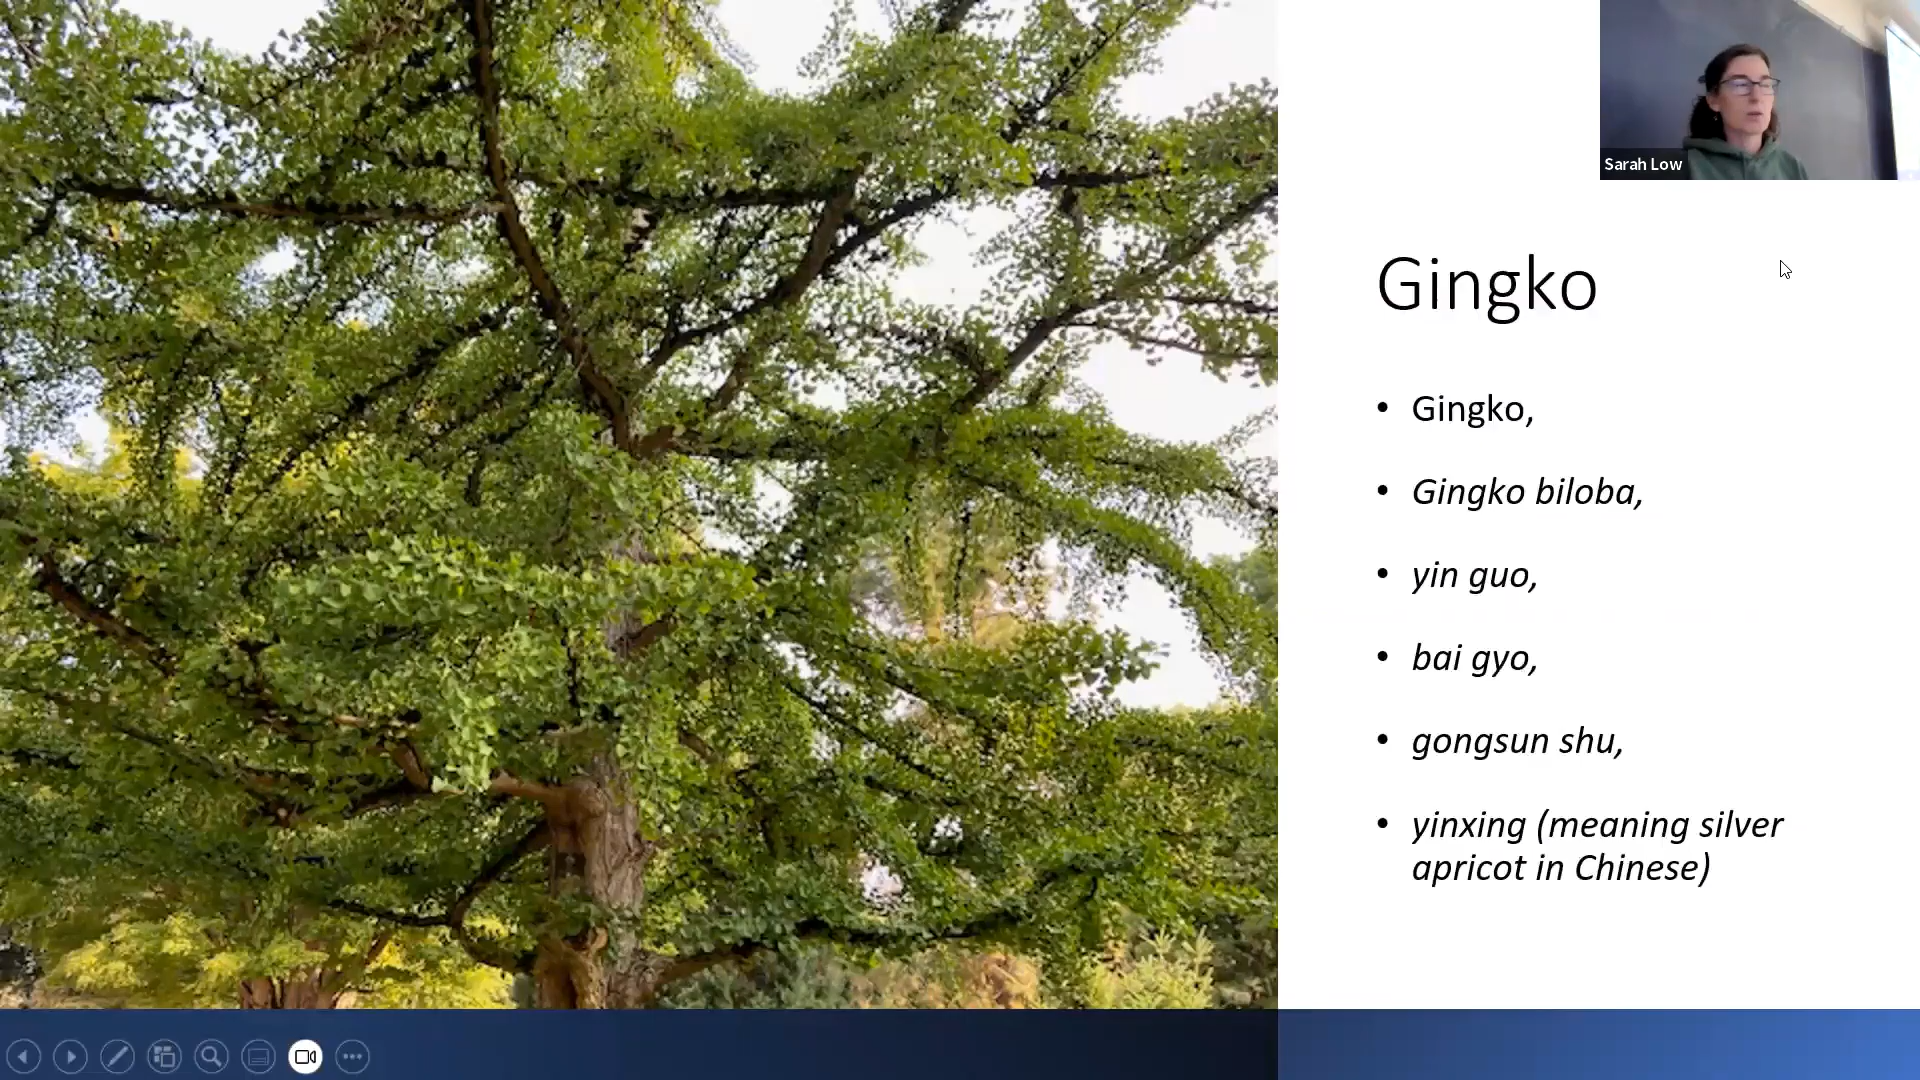 Sarah Low
Gingko
• Gingko,
• Gingko biloba,
• yin guo,
• bai gyo,
• gongsun shu,
• yinxing (meaning silver
apricot in Chinese)